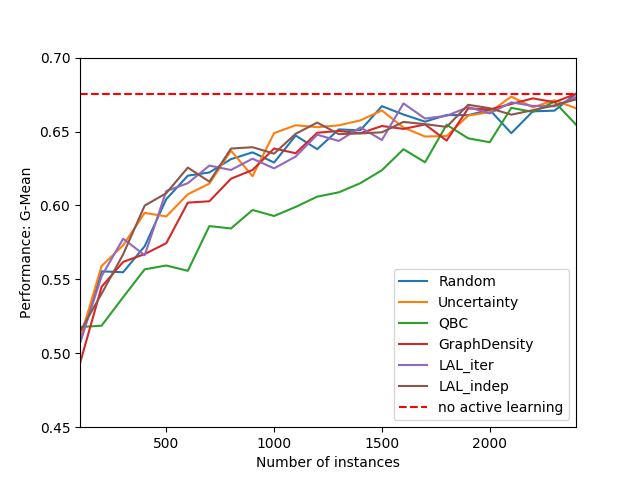 0.70
0.65
0.60
0.55
0.50
0.45
Performance: G-Mean
500
1000
1500
2000
Number of instances
Random
Uncertainty
QBC
GraphDensity
LAL_iter
LAL_indep
no active learning